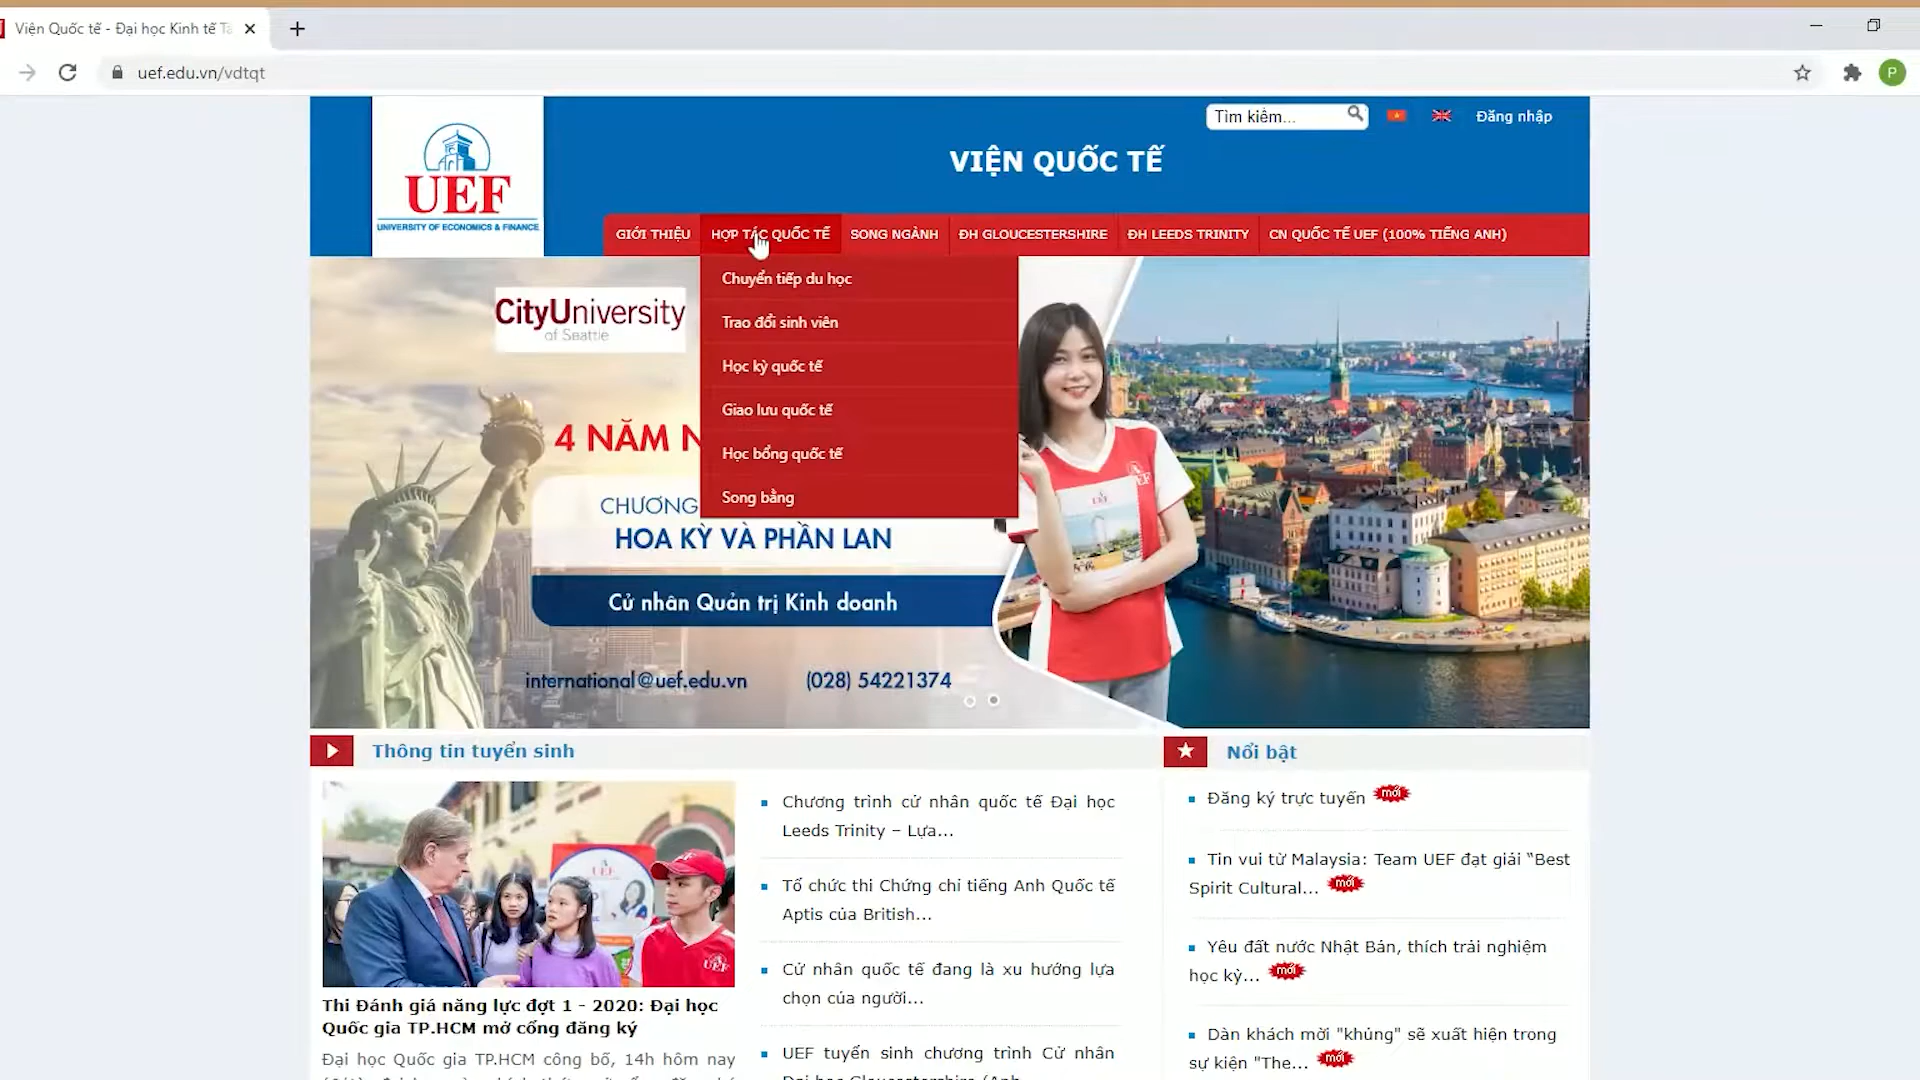 Viện Quốc tế - Đại học Kinh tế Tà
uef.edu.vn/vdtqt
P
Tìm kiếm...
Đăng nhập
UEF
UNIVERSITY OF ECONOMICS & FINANCE
VIỆN QUỐC TẾ
GIỚI THIỆU
HỢP TÁC QUỐC TẾ
SONG NGÀNH
ĐH GLOUCESTERSHIRE
ĐH LEEDS TRINITY
CN QUỐC TẾ UEF (100% TIẾNG ANH)
Chuyển tiếp du học
Trao đổi sinh viên
Học kỳ quốc tế
Giao lưu quốc tế
Học bổng quốc tế
Song bằng
CityUniversity
of Seattle
4 NĂM
CHƯƠNG
HOA KỲ VÀ PHẦN LAN
Cử nhân Quản trị Kinh doanh
international@uef.edu.vn (028) 54221374
UEF
Thông tin tuyển sinh
UEF
UEF
Thi Đánh giá năng lực đợt 1 - 2020: Đại học
Quốc gia TP.HCM mở cổng đăng ký
Đại học Quốc gia TP.HCM công bố, 14h hôm nay
Chương trình cử nhân quốc tế Đại học
Leeds Trinity – Lựa...
Tổ chức thi Chứng chỉ tiếng Anh Quốc tế
Aptis của British...
Cử nhân quốc tế đang là xu hướng lựa
chọn của người...
UEF tuyển sinh chương trình Cử nhân
Đại học Gloucestershire (Anh
Nổi bật
Đăng ký trực tuyến mới
Tin vui từ Malaysia: Team UEF đạt giải “Best
Spirit Cultural... mới
Yêu đất nước Nhật Bản, thích trải nghiệm
học kỳ... mới
Dàn khách mời "khủng" sẽ xuất hiện trong
sự kiện "The... mới